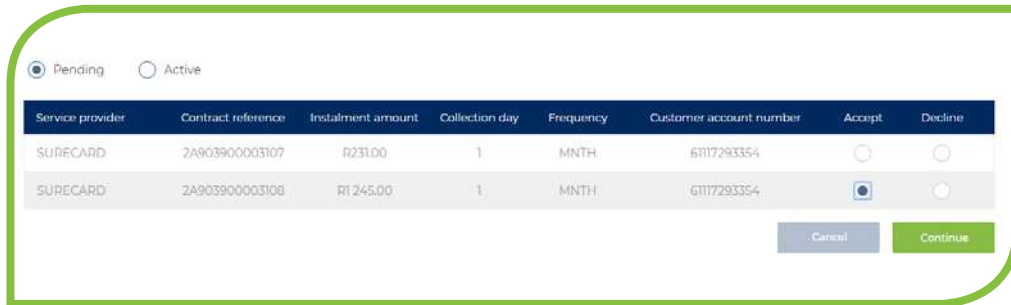 Pending Active
Service provider Contract reference Instalment amount Collection day Frequency Customer account number Accept Decline
SURECARD 2A903900003107 R231.00 1 MNTH 61117293354
SURECARD 2A903900003108 R1 245.00 1 MNTH 61117293354
Cancel Continue